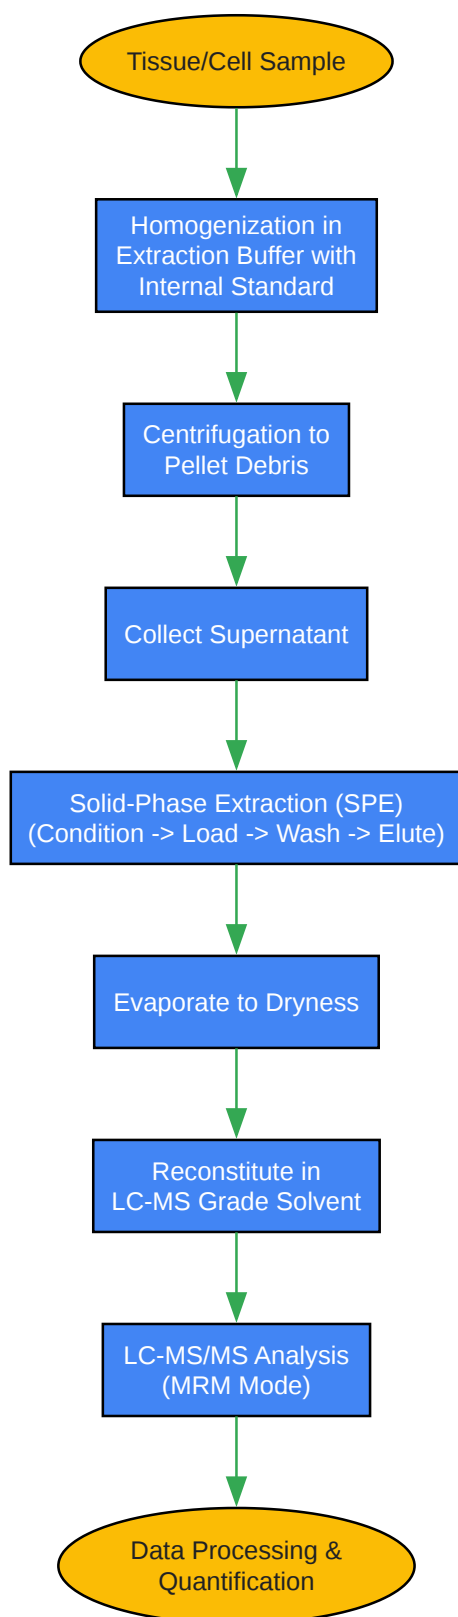 Tissue/Cell Sample
Homogenization in
Extraction Buffer with
Internal Standard
Centrifugation to
Pellet Debris
Collect Supernatant
Solid-Phase Extraction (SPE)
(Condition -> Load -> Wash -> Elute)
Evaporate to Dryness
Reconstitute in
LC-MS Grade Solvent
LC-MS/MS Analysis
(MRM Mode)
Data Processing &
Quantification